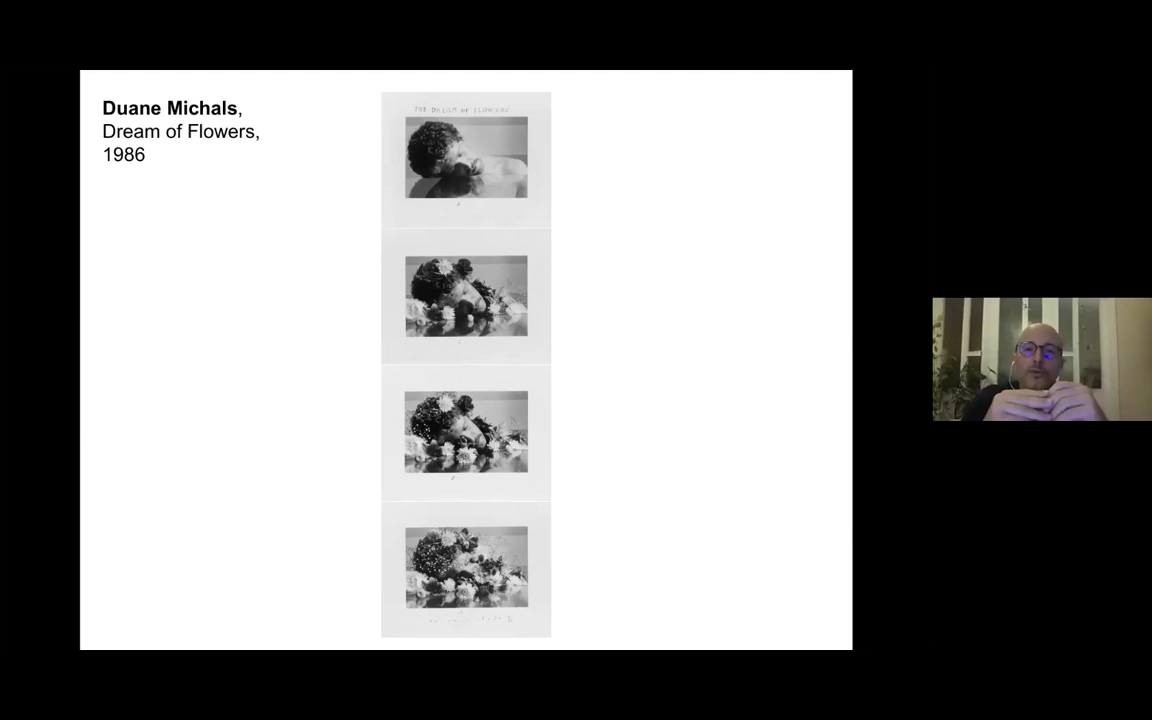 Duane Michals,
Dream of Flowers,
1986
THE DREAM OF FLOWERS